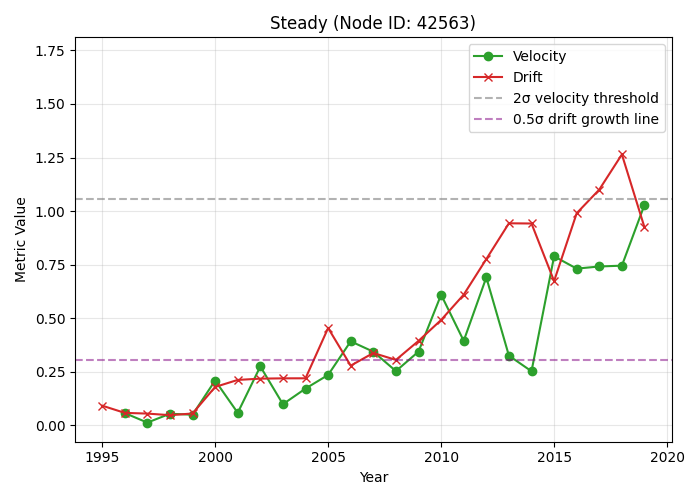 Steady (Node ID: 42563)
Velocity
Drift
2σ velocity threshold
0.5σ drift growth line
Metric Value
1.75
1.50
1.25
1.00
0.75
0.50
0.25
0.00
1995 2000 2005 2010 2015 2020
Year